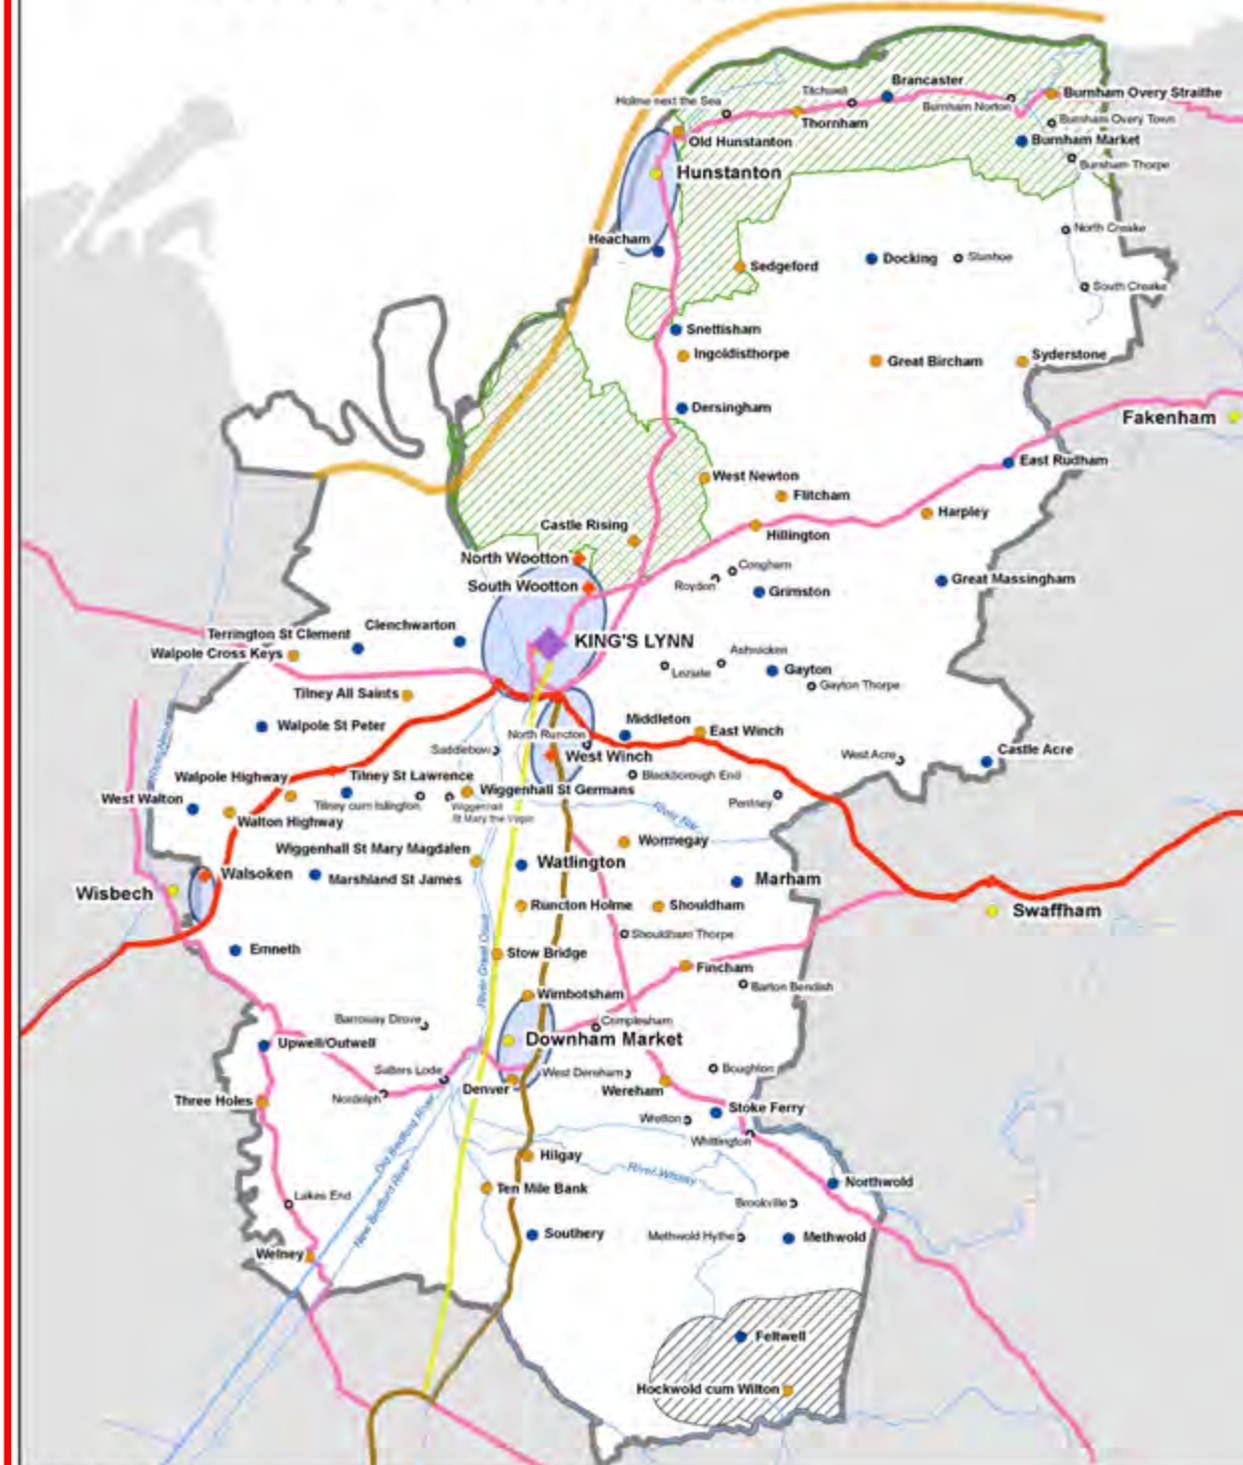 Brancaster
Titchwell
Burnham Overy Straithe
Holme next the Sea
Burnham Norton
Thornham
Burnham Overy Town
Old Hunstanton
Burnham Market
Burnham Thorpe
Hunstanton
North Creake
Heacham
Docking
Stanhoe
Sedgeford
South Creake
Snettisham
Ingoldisthorpe
Great Bircham
Syderstone
Dersingham
Fakenham
East Rudham
West Newton
Flitcham
Harpley
Castle Rising
Hillington
North Wootton
Congham
Great Massingham
South Wootton
Roydon
Grimston
Terrington St Clement
Clenchwarton
KING'S LYNN
Walpole Cross Keys
Ashwicken
Leziate
Gayton
Gayton Thorpe
Tilney All Saints
Walpole St Peter
Middleton
East Winch
North Runcton
Saddlebow
West Winch
West Acre
Castle Acre
Walpole Highway
Tilney St Lawrence
Blackborough End
West Walton
Tilney cum Islington
Wiggenhall St Germans
Wiggenhall
St Mary the Virgin
Pentney
River Nar
Walton Highway
Wormegay
Wiggenhall St Mary Magdalen
Watlington
Walsoken
Marshland St James
Marham
Wisbech
Runcton Holme
Shouldham
Swaffham
Shouldham Thorpe
Emneth
Stow Bridge
River Great Ouse
Fincham
Barton Bendish
Wimbotsham
Barroway Drove
Crimplesham
Upwell/Outwell
Downham Market
Salters Lode
West Dereham
Boughton
Denver
Wereham
Three Holes
Nordelph
Stoke Ferry
Wretton
Whittington
Old Bedford River
Hilgay
River Wissey
Northwold
Ten Mile Bank
Lakes End
New Bedford River
Brookville
Southery
Methwold Hythe
Methwold
Welney
Feltwell
Hockwold cum Wilton